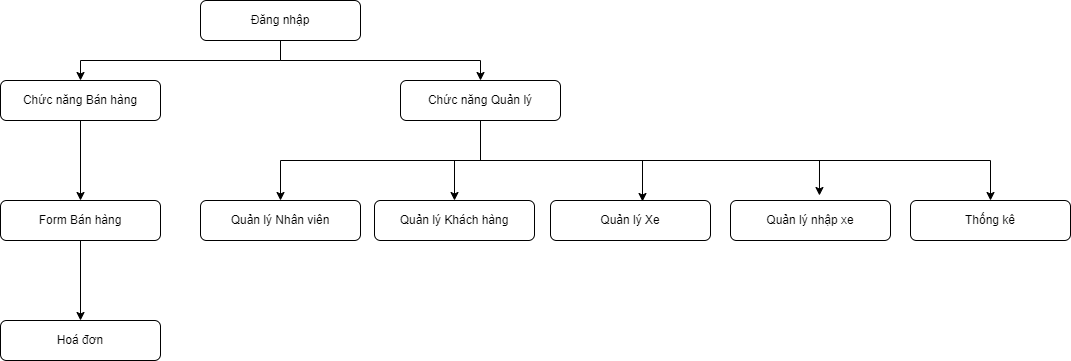 Đăng nhập
Chức năng Bán hàng
Chức năng Quản lý
Form Bán hàng
Quản lý Nhân viên
Quản lý Khách hàng
Quản lý Xe
Quản lý nhập xe
Thống kê
Hoá đơn